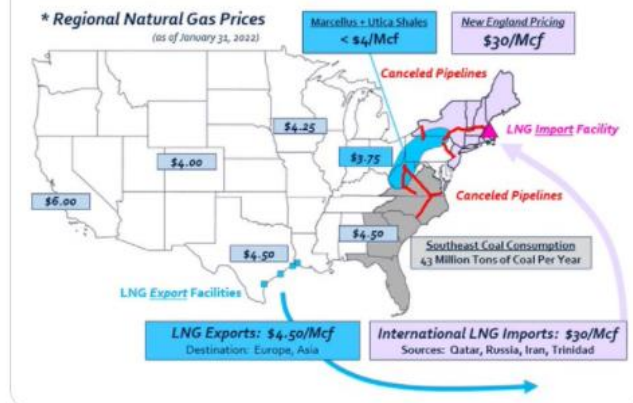 * Regional Natural Gas Prices
(as of January 31, 2022)
Marcellus + Utica Shales
< $4/Mcf
New England Pricing
$30/Mcf
Canceled Pipelines
$4.25
LNG Import Facility
$3.75
$4.00
Canceled Pipelines
$6.00
$4.50
$4.50
Southeast Coal Consumption
43 Million Tons of Coal Per Year
LNG Export Facilities
LNG Exports: $4.50/Mcf
Destination: Europe, Asia
International LNG Imports: $30/Mcf
Sources: Qatar, Russia, Iran, Trinidad